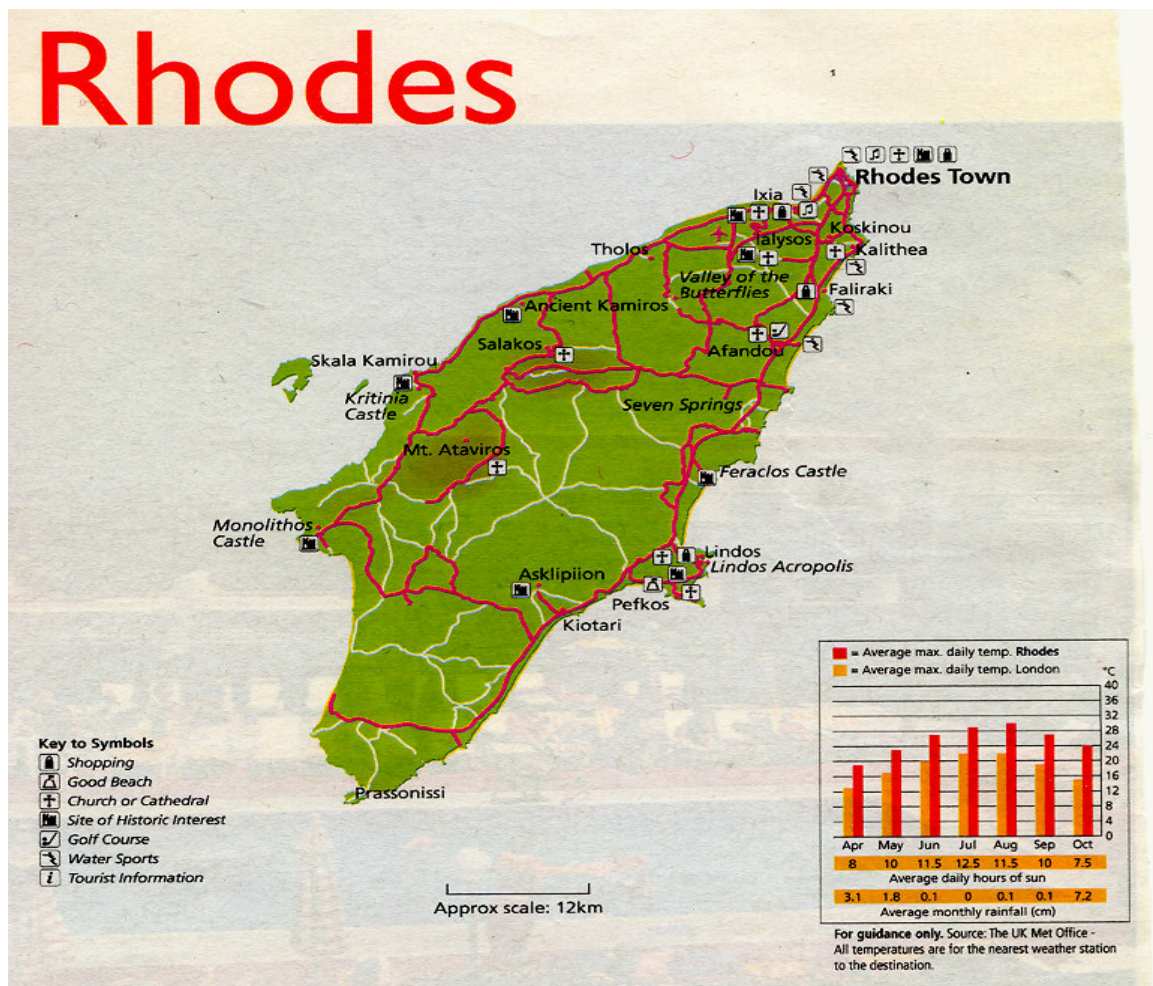 Rhodes
Rhodes Town
Ixia
Koskinou
Ialysos
Kalithea
Tholos
Valley of the
Butterflies
Faliraki
Ancient Kamiros
Salakos
Afandou
Skala Kamirou
Kritinia
Castle
Seven Springs
Mt. Ataviros
Feraclos Castle
Monolithos
Castle
Lindos
Lindos Acropolis
Asklipiion
Pefkos
Kiotari
Prassonissi
Key to Symbols
Shopping
Good Beach
Church or Cathedral
Site of Historic Interest
Golf Course
Water Sports
i Tourist Information
Approx scale: 12km
= Average max. daily temp. Rhodes
= Average max. daily temp. London
°C
40
36
32
28
24
20
16
12
8
4
0
Apr May Jun Jul Aug Sep Oct
8 10 11.5 12.5 11.5 10 7.5
Average daily hours of sun
3.1 1.8 0.1 0 0.1 0.1 7.2
Average monthly rainfall (cm)
For guidance only. Source: The UK Met Office -
All temperatures are for the nearest weather station
to the destination.